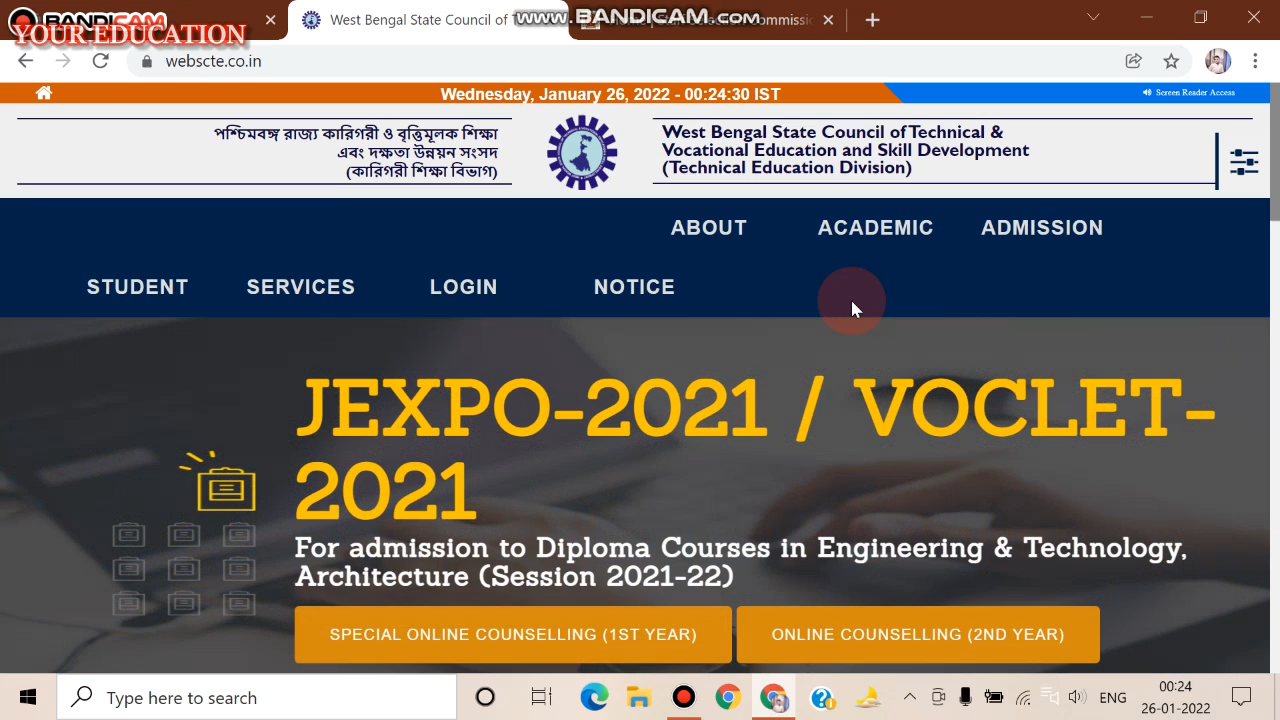 BANDICAM
www.BANDICAM.com
YOUR EDUCATION
West Bengal State Council of
webscte.co.in
Wednesday, January 26, 2022 - 00:24:30 IST
Screen Reader Access
পশ্চিমবঙ্গ রাজ্য কারিগরী ও বৃত্তিমূলক শিক্ষা
এবং দক্ষতা উন্নয়ন সংসদ
(কারিগরী শিক্ষা বিভাগ)
West Bengal State Council of Technical &
Vocational Education and Skill Development
(Technical Education Division)
ABOUT ACADEMIC ADMISSION
STUDENT SERVICES LOGIN NOTICE
JEXPO-2021 / VOCLET-
2021
For admission to Diploma Courses in Engineering & Technology,
Architecture (Session 2021-22)
SPECIAL ONLINE COUNSELLING (1ST YEAR) ONLINE COUNSELLING (2ND YEAR)
Type here to search
ENG
00:24
26-01-2022